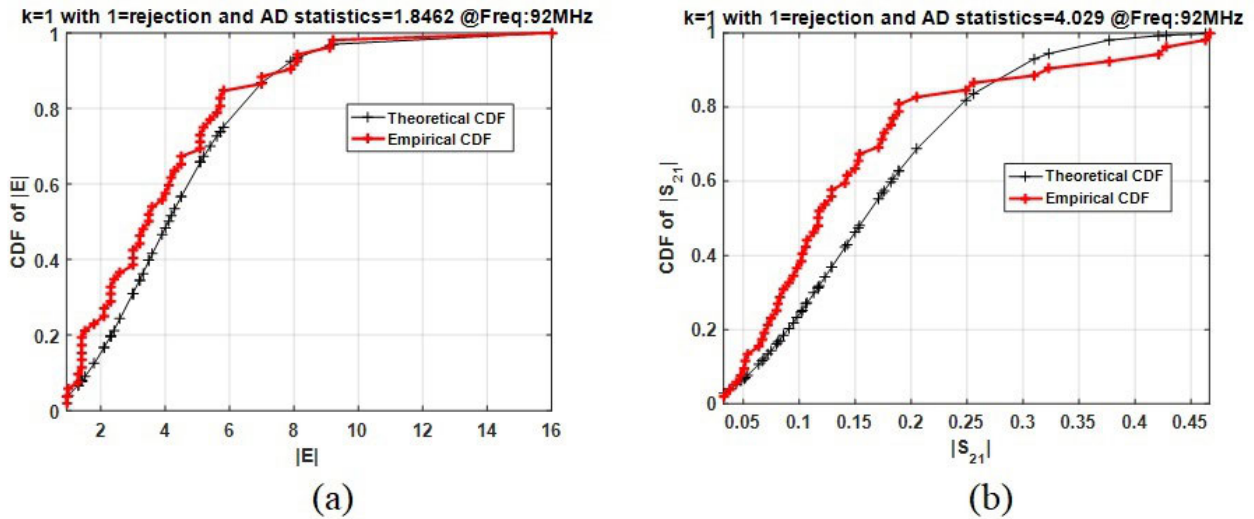 k=1 with 1=rejection and AD statistics=1.8462 @Freq:92MHz
CDF of |E|
1
0.8
0.6
0.4
0.2
0
Theoretical CDF
Empirical CDF
2 4 6 8 10 12 14 16
|E|
(a)
k=1 with 1=rejection and AD statistics=4.029 @Freq:92MHz
CDF of |S21|
1
0.8
0.6
0.4
0.2
0
Theoretical CDF
Empirical CDF
0.05 0.1 0.15 0.2 0.25 0.3 0.35 0.4 0.45
|S21|
(b)